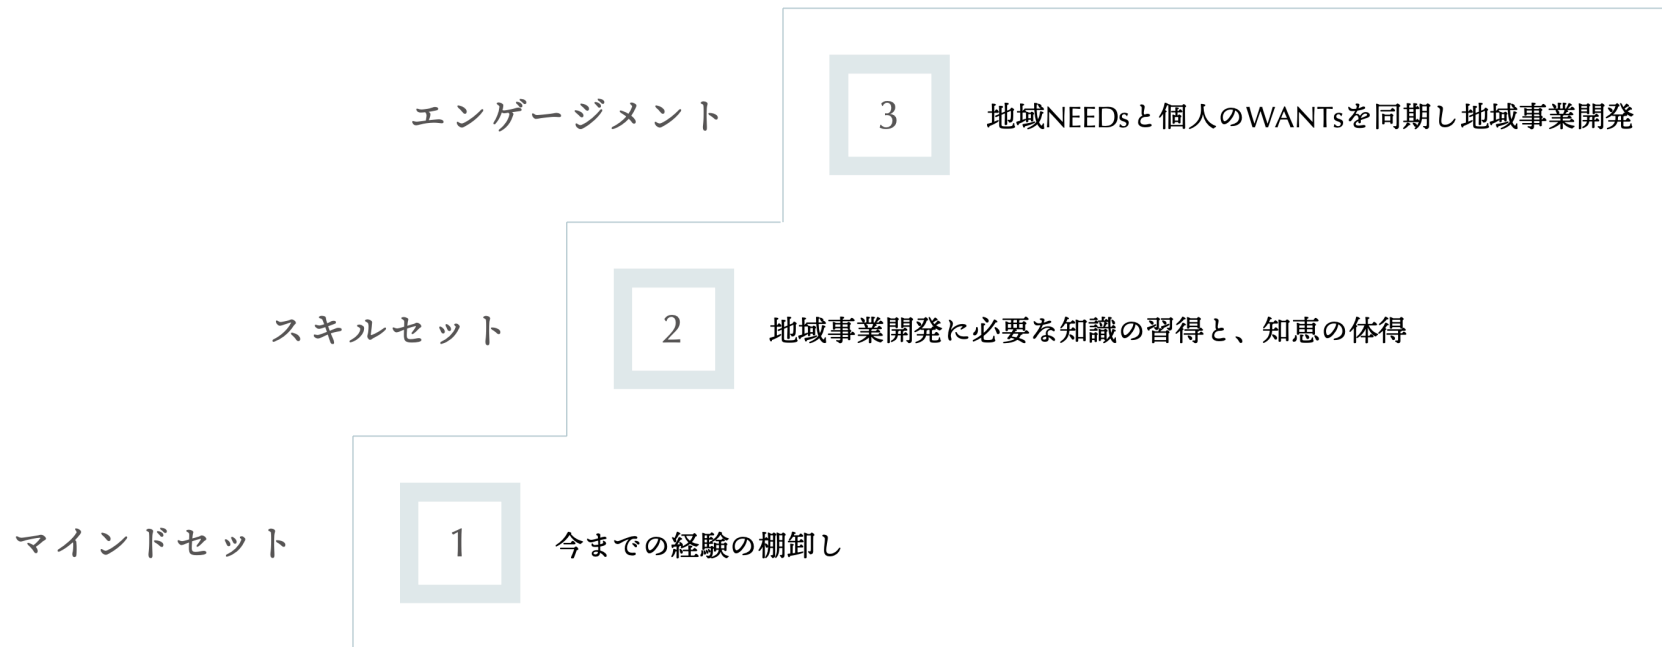 エンゲージメント
3
地域NEEDsと個人のWANTsを同期し地域事業開発
スキルセット
2
地域事業開発に必要な知識の習得と、知恵の体得
マインドセット
1
今までの経験の棚卸し